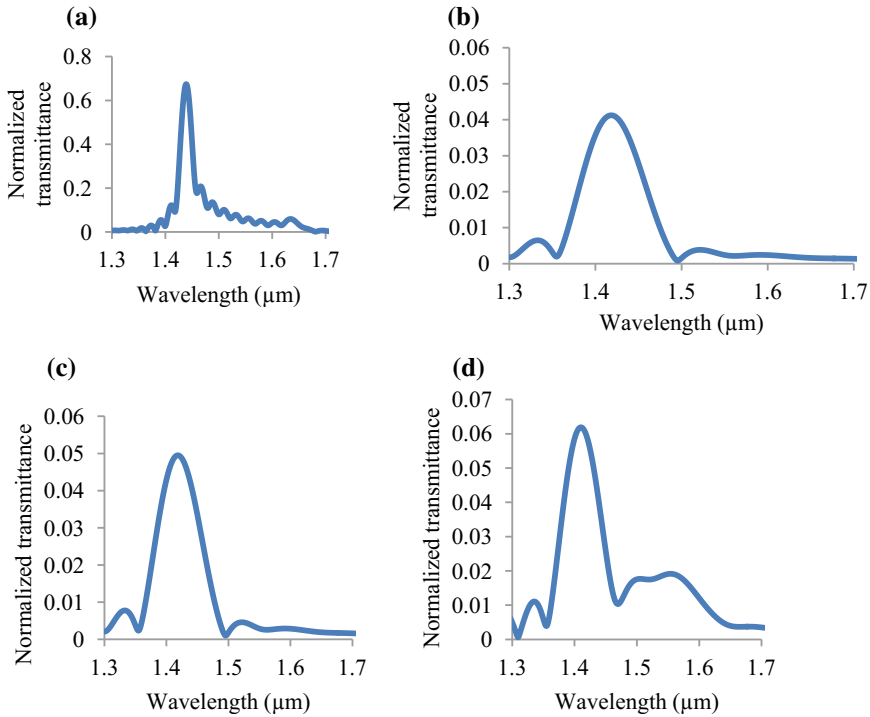 (a)
Normalized
transmittance
0.8
0.6
0.4
0.2
0
1.3 1.4 1.5 1.6 1.7
Wavelength (µm)
(b)
Normalized
transmittance
0.06
0.05
0.04
0.03
0.02
0.01
0
1.3 1.4 1.5 1.6 1.7
Wavelength (µm)
(c)
Normalized transmittance
0.06
0.05
0.04
0.03
0.02
0.01
0
1.3 1.4 1.5 1.6 1.7
Wavelength (µm)
(d)
Normalized transmittance
0.07
0.06
0.05
0.04
0.03
0.02
0.01
0
1.3 1.4 1.5 1.6 1.7
Wavelength (µm)